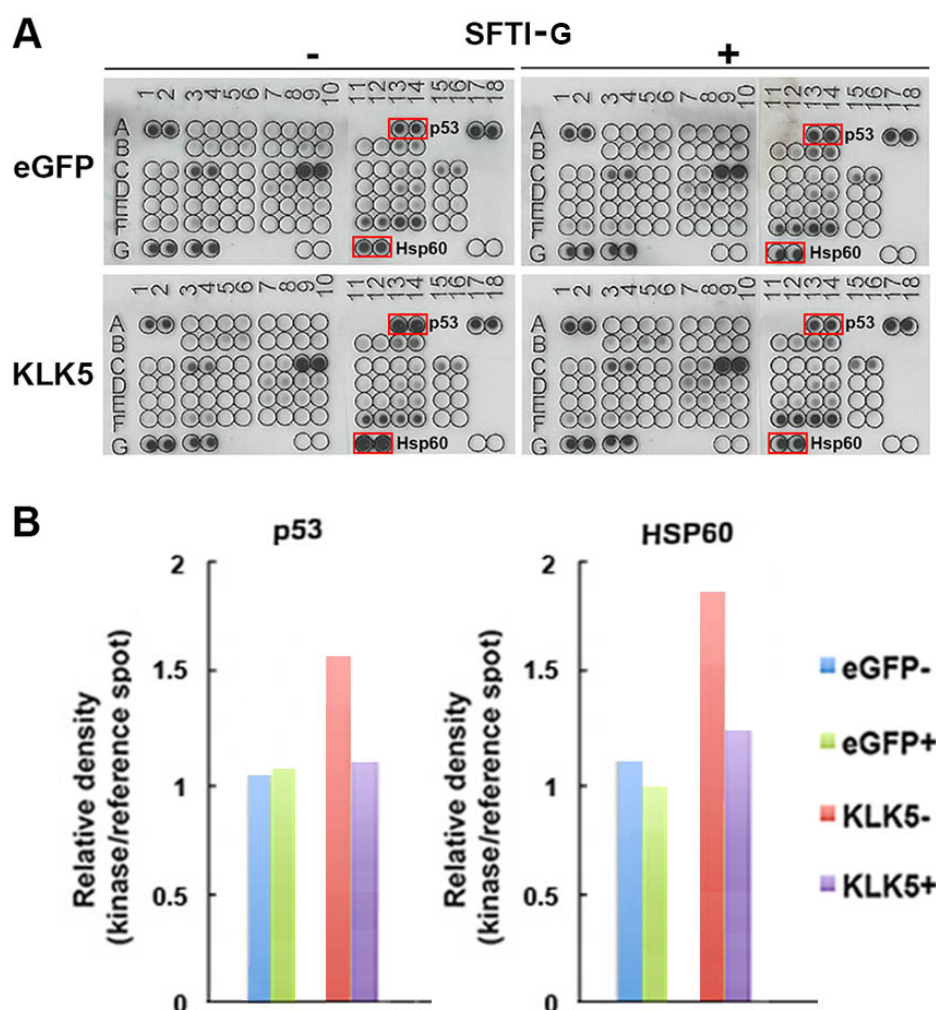 A
SFTI-G
- +
1 2 3 4 5 6 7 8 9 10 11 12 13 14 15 16 17 18 1 2 3 4 5 6 7 8 9 10 11 12 13 14 15 16 17 18
eGFP
A p53 A p53
B B
C C
D D
E E
F F
G Hsp60 G Hsp60
1 2 3 4 5 6 7 8 9 10 11 12 13 14 15 16 17 18 1 2 3 4 5 6 7 8 9 10 11 12 13 14 15 16 17 18
KLK5
A p53 A p53
B B
C C
D D
E E
F F
G Hsp60 G Hsp60
B
p53
Relative density
(kinase/reference spot)
2
1.5
1
0.5
0
HSP60
Relative density
(kinase/reference spot)
2
1.5
1
0.5
0
eGFP-
eGFP+
KLK5-
KLK5+